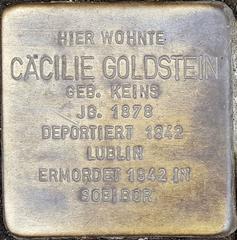 HIER WOHNTE
CÄCILIE GOLDSTEIN
GEB. KEINS
JG. 1878
DEPORTIERT 1942
LUBLIN
ERMORDET 1942 IN
SOBIBOR